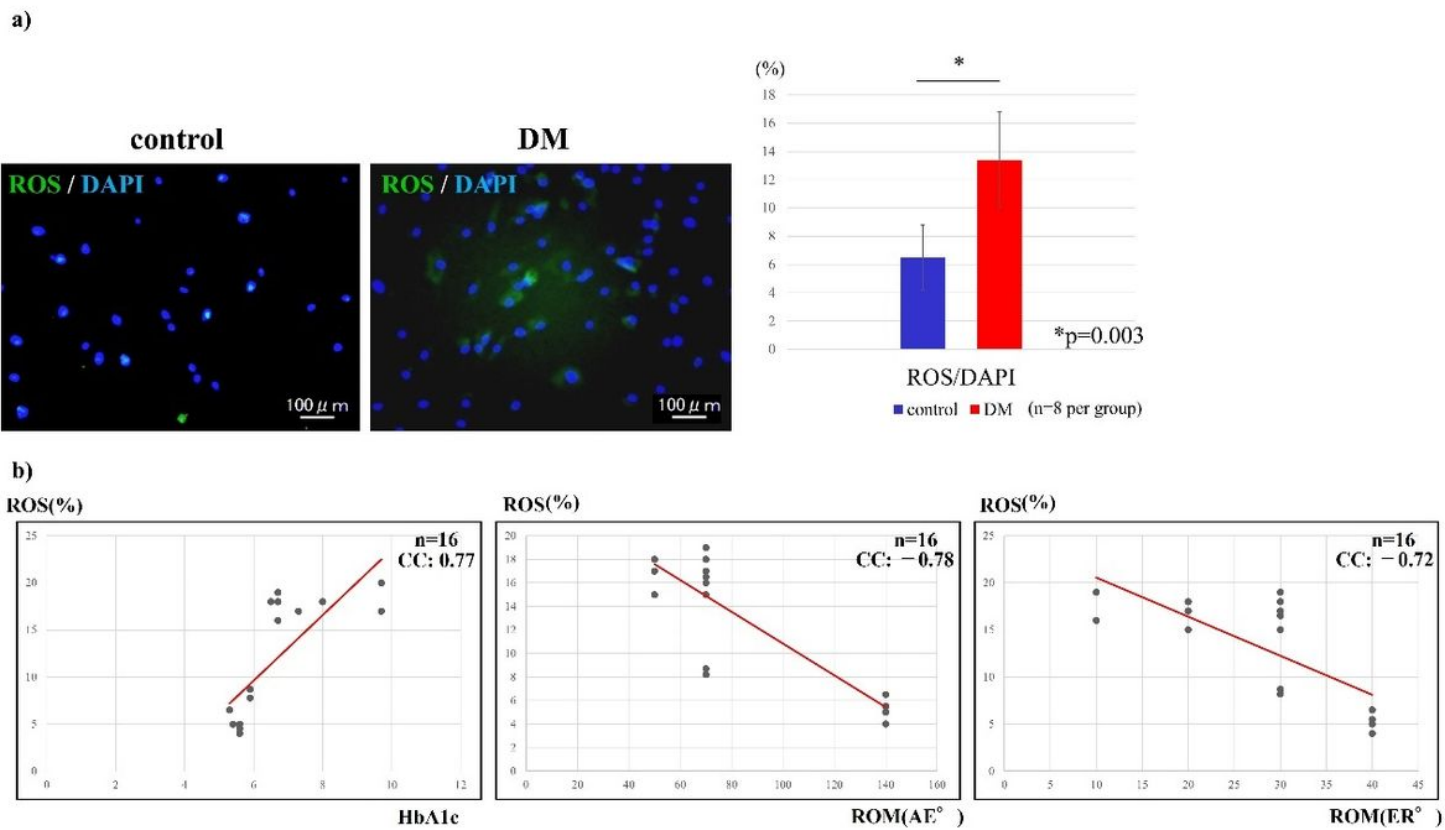 a)
control
DM
ROS / DAPI
ROS / DAPI
100 μm
100 μm
(%)
*
18
16
14
12
10
8
6
4
2
0
*p=0.003
ROS/DAPI
control DM (n=8 per group)
b)
ROS(%)
n=16
CC: 0.77
25
20
15
10
5
0
0 2 4 6 8 10 12
HbA1c
ROS(%)
n=16
CC: −0.78
20
18
16
14
12
10
8
6
4
2
0
0 20 40 60 80 100 120 140 160
ROM(AE°)
ROS(%)
n=16
CC: −0.72
25
20
15
10
5
0
0 5 10 15 20 25 30 35 40 45
ROM(ER°)